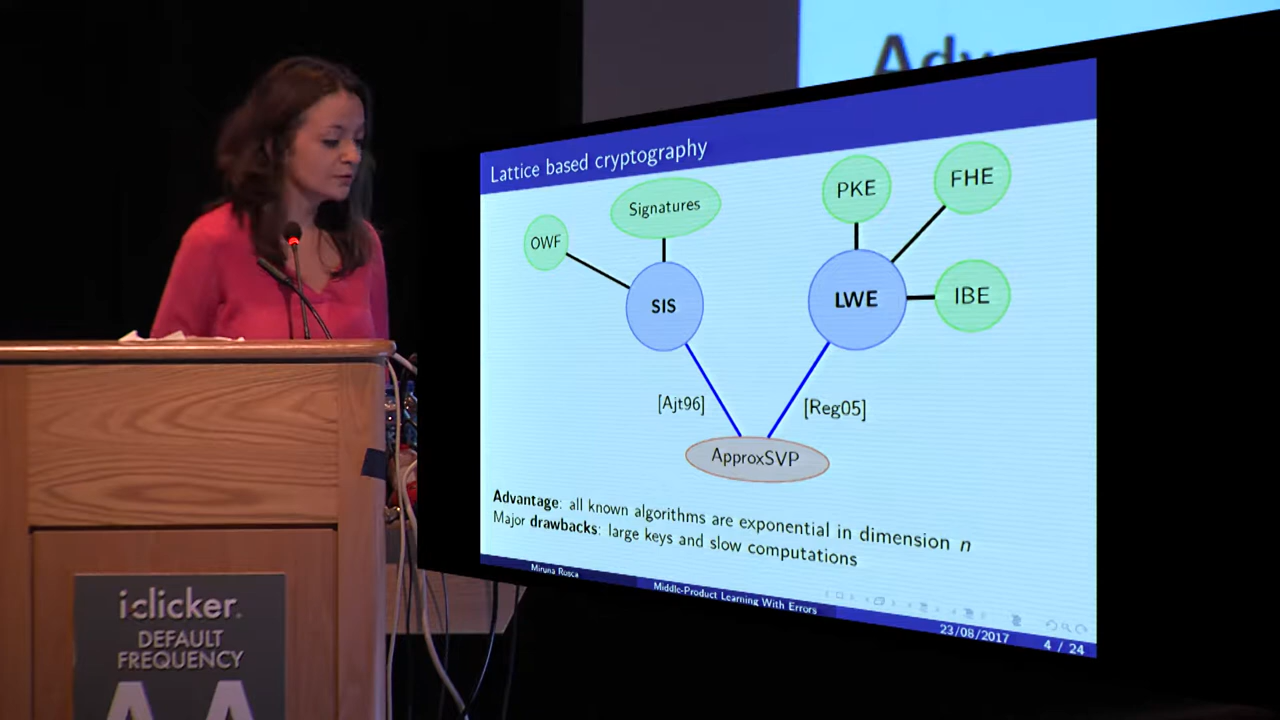 Adv
Lattice based cryptography
PKE
FHE
Signatures
OWF
SIS
LWE
IBE
[Ajt96]
[Reg05]
ApproxSVP
Advantage: all known algorithms are exponential in dimension n
Major drawbacks: large keys and slow computations
Miruna Rosca
Middle-Product Learning With Errors
23/08/2017
4 / 24
iclicker.
DEFAULT
FREQUENCY
AA